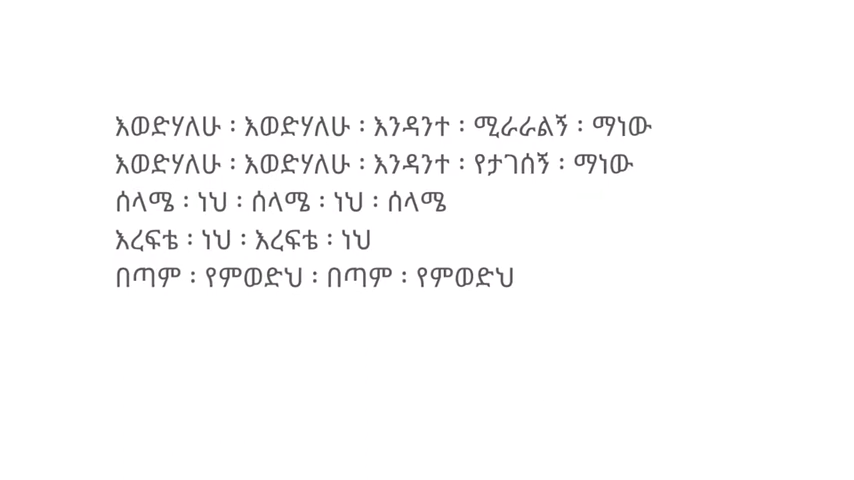 እወድሃለሁ ፡ እወድሃለሁ ፡ እንዳንተ ፡ ሚራራልኝ ፡ ማነው
እወድሃለሁ ፡ እወድሃለሁ ፡ እንዳንተ ፡ የታገሰኝ ፡ ማነው
ሰላሜ ፡ ነህ ፡ ሰላሜ ፡ ነህ ፡ ሰላሜ
እረፍቴ ፡ ነህ ፡ እረፍቴ ፡ ነህ
በጣም ፡ የምወድህ ፡ በጣም ፡ የምወድህ